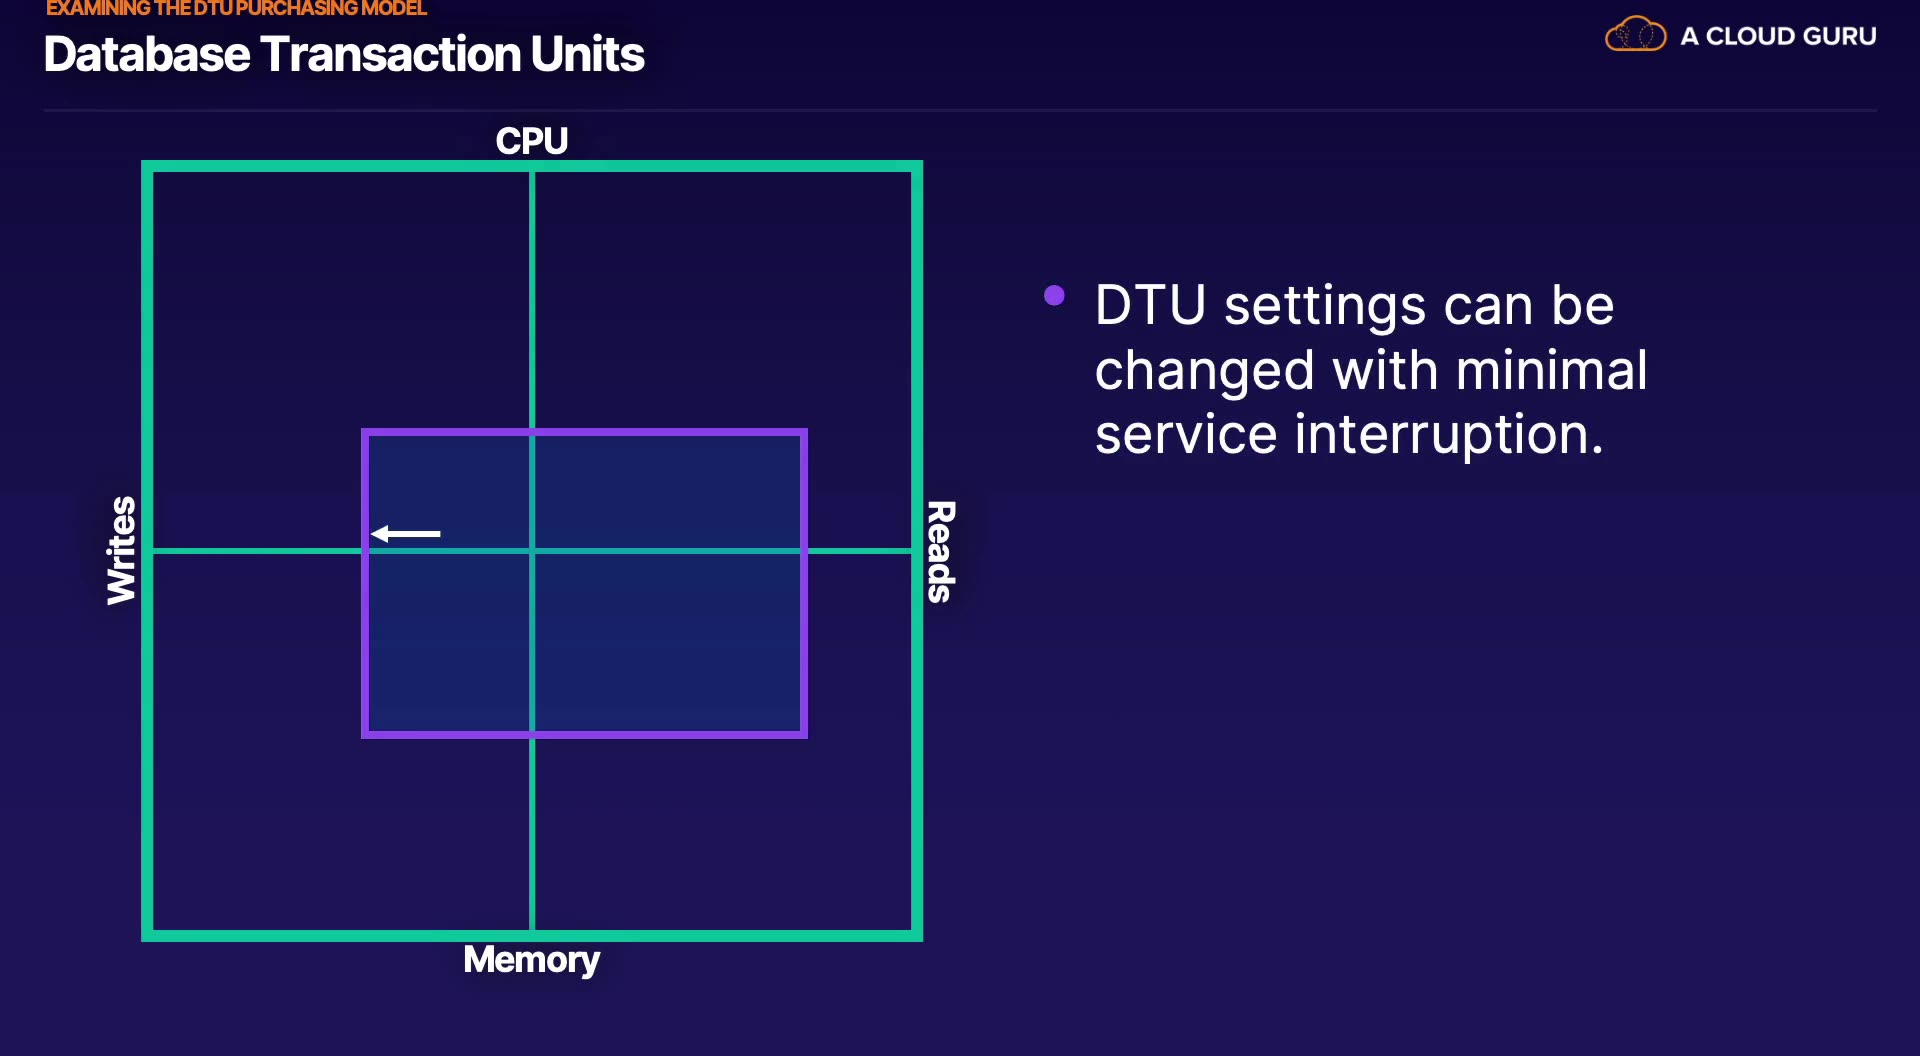 EXAMINING THE DTU PURCHASING MODEL
Database Transaction Units
A CLOUD GURU
CPU
Writes
Reads
Memory
DTU settings can be
changed with minimal
service interruption.